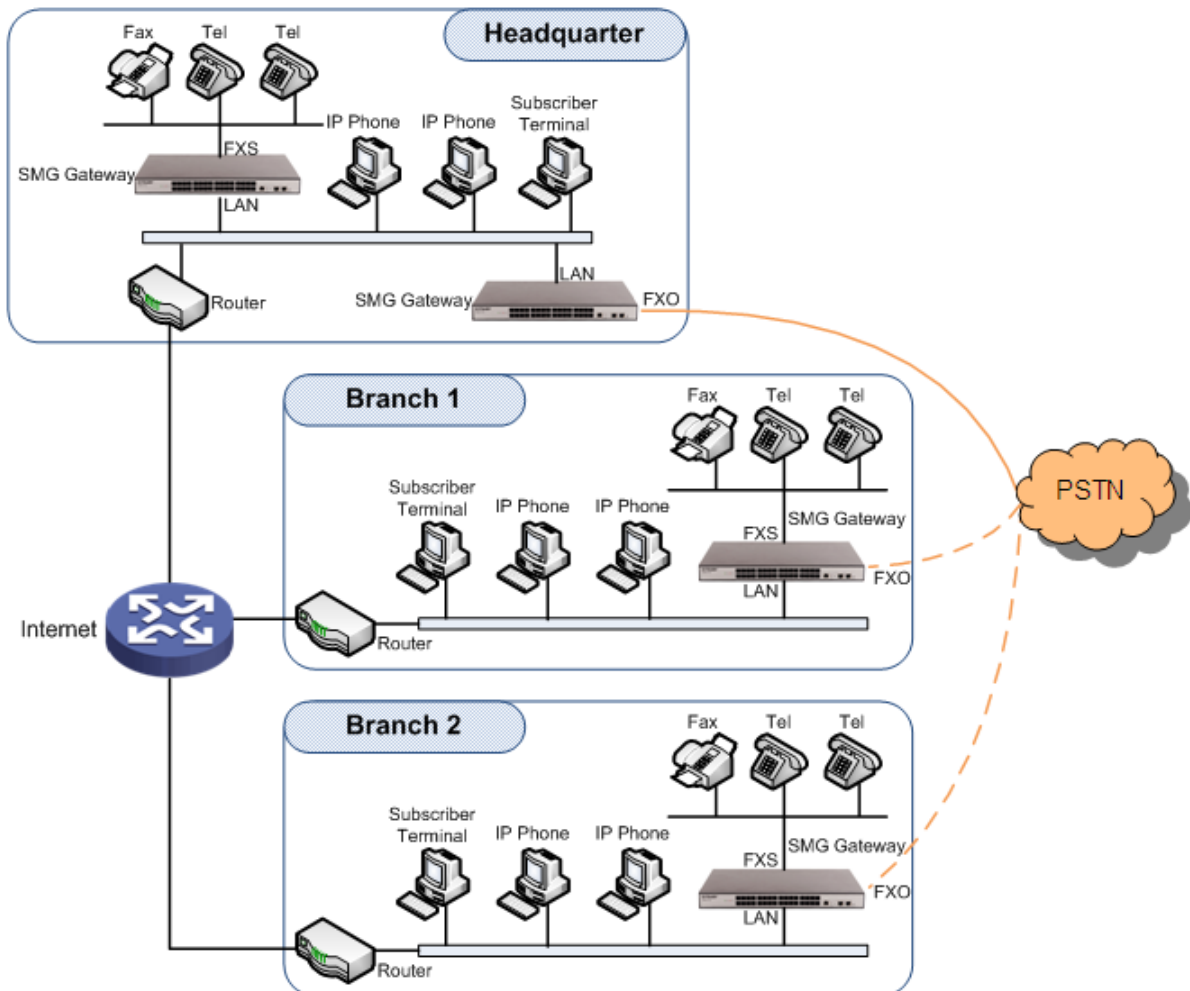 Headquarter
Fax
Tel
Tel
IP Phone
IP Phone
Subscriber
Terminal
FXS
SMG Gateway
LAN
LAN
Router
SMG Gateway
FXO
Branch 1
Fax
Tel
Tel
Subscriber
Terminal
IP Phone
IP Phone
SMG Gateway
FXS
FXO
LAN
Router
PSTN
Internet
Branch 2
Fax
Tel
Tel
Subscriber
Terminal
IP Phone
IP Phone
SMG Gateway
FXS
FXO
LAN
Router